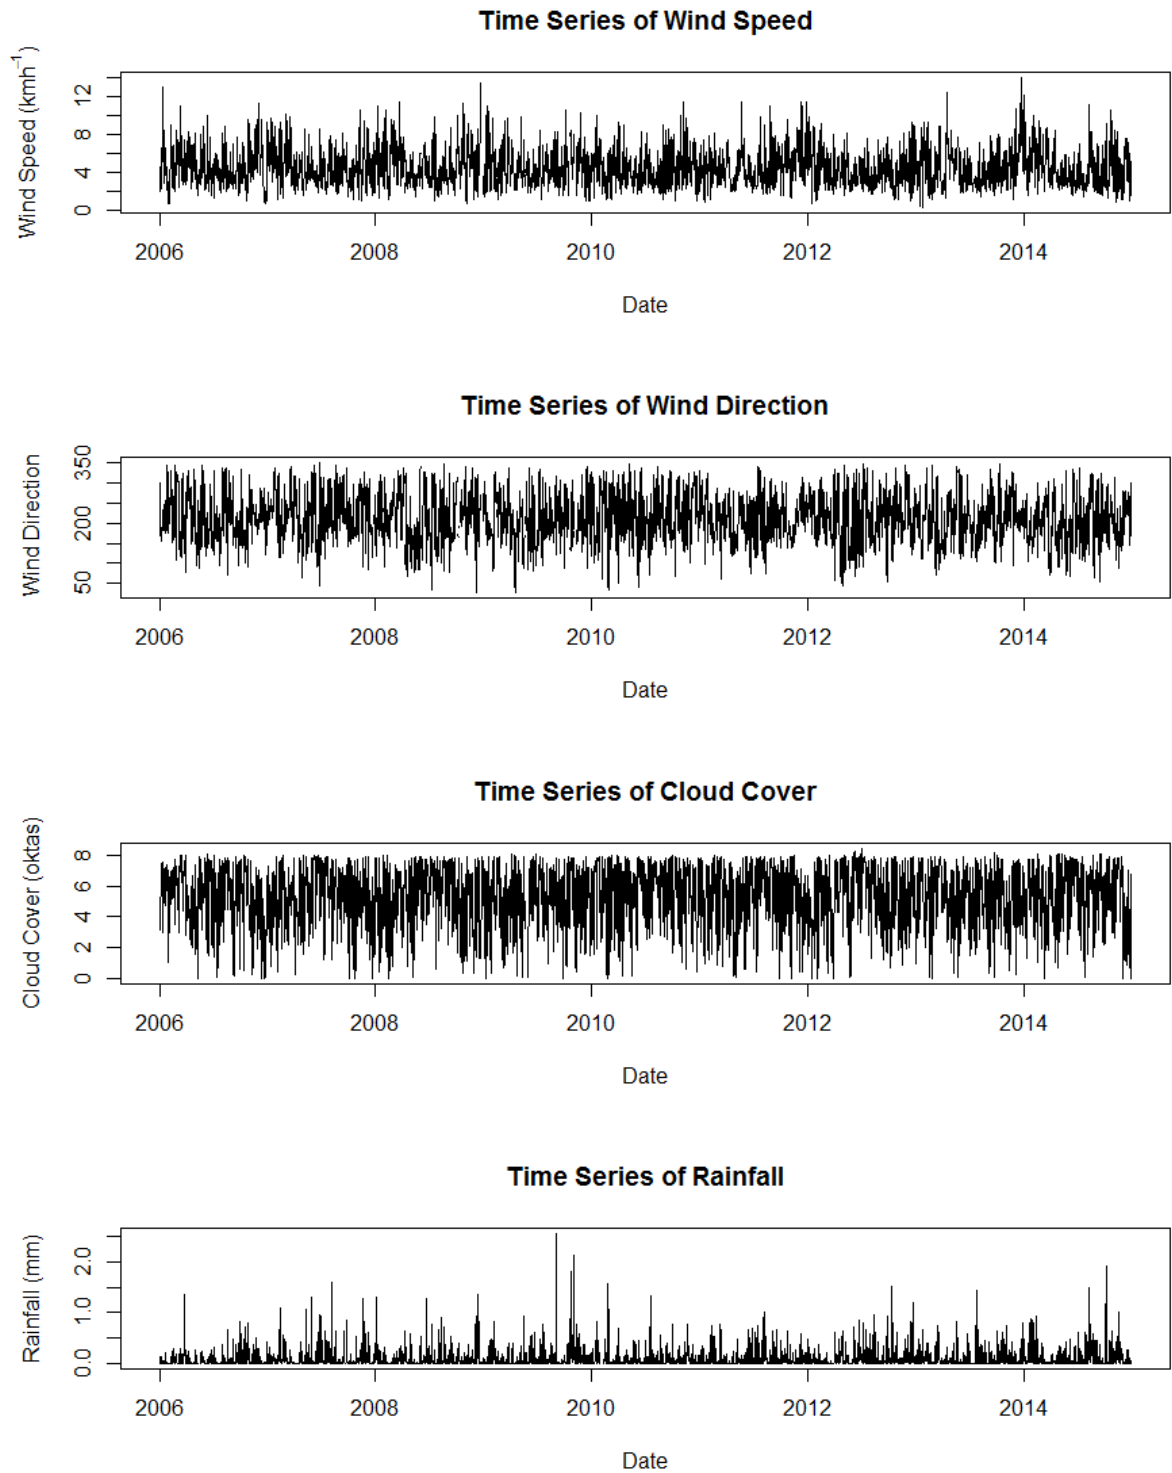 Time Series of Wind Speed
Wind Speed (kmh⁻¹)
12
8
4
0
2006 2008 2010 2012 2014
Date
Time Series of Wind Direction
Wind Direction
350
200
50
2006 2008 2010 2012 2014
Date
Time Series of Cloud Cover
Cloud Cover (oktas)
8
6
4
2
0
2006 2008 2010 2012 2014
Date
Time Series of Rainfall
Rainfall (mm)
2.0
1.0
0.0
2006 2008 2010 2012 2014
Date